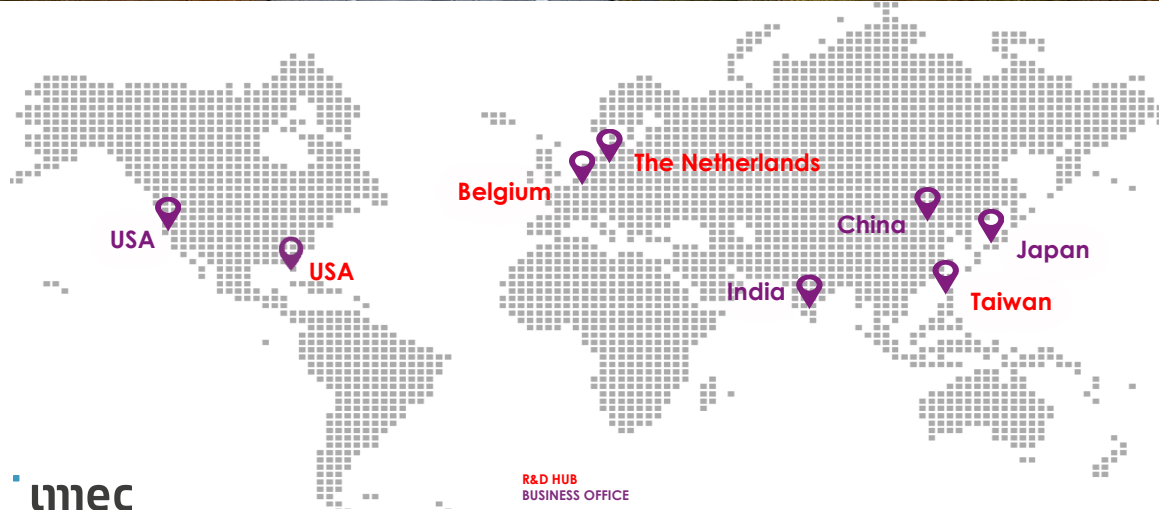 The Netherlands
Belgium
China
USA
Japan
USA
India
Taiwan
R&D HUB
BUSINESS OFFICE
imec